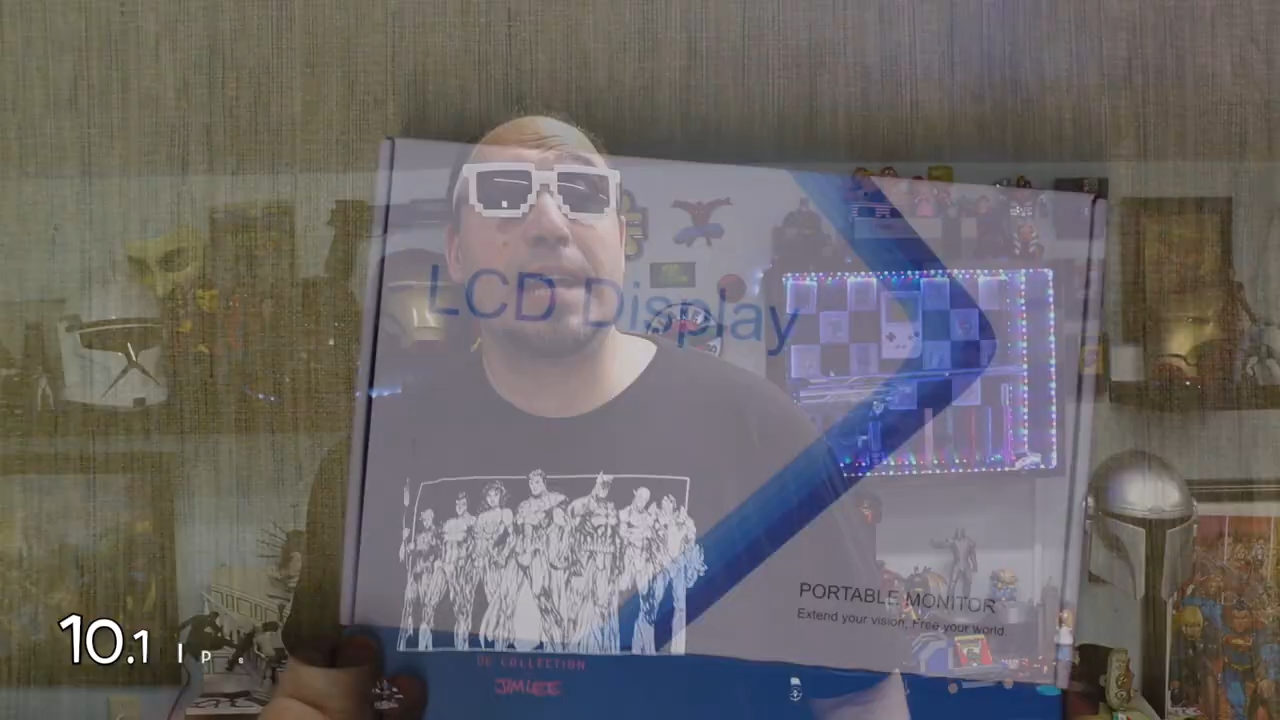 LCD Display
PORTABLE MONITOR
Extend your vision, Free your world.
10.1 I P s
DC COLLECTION
JIM LEE